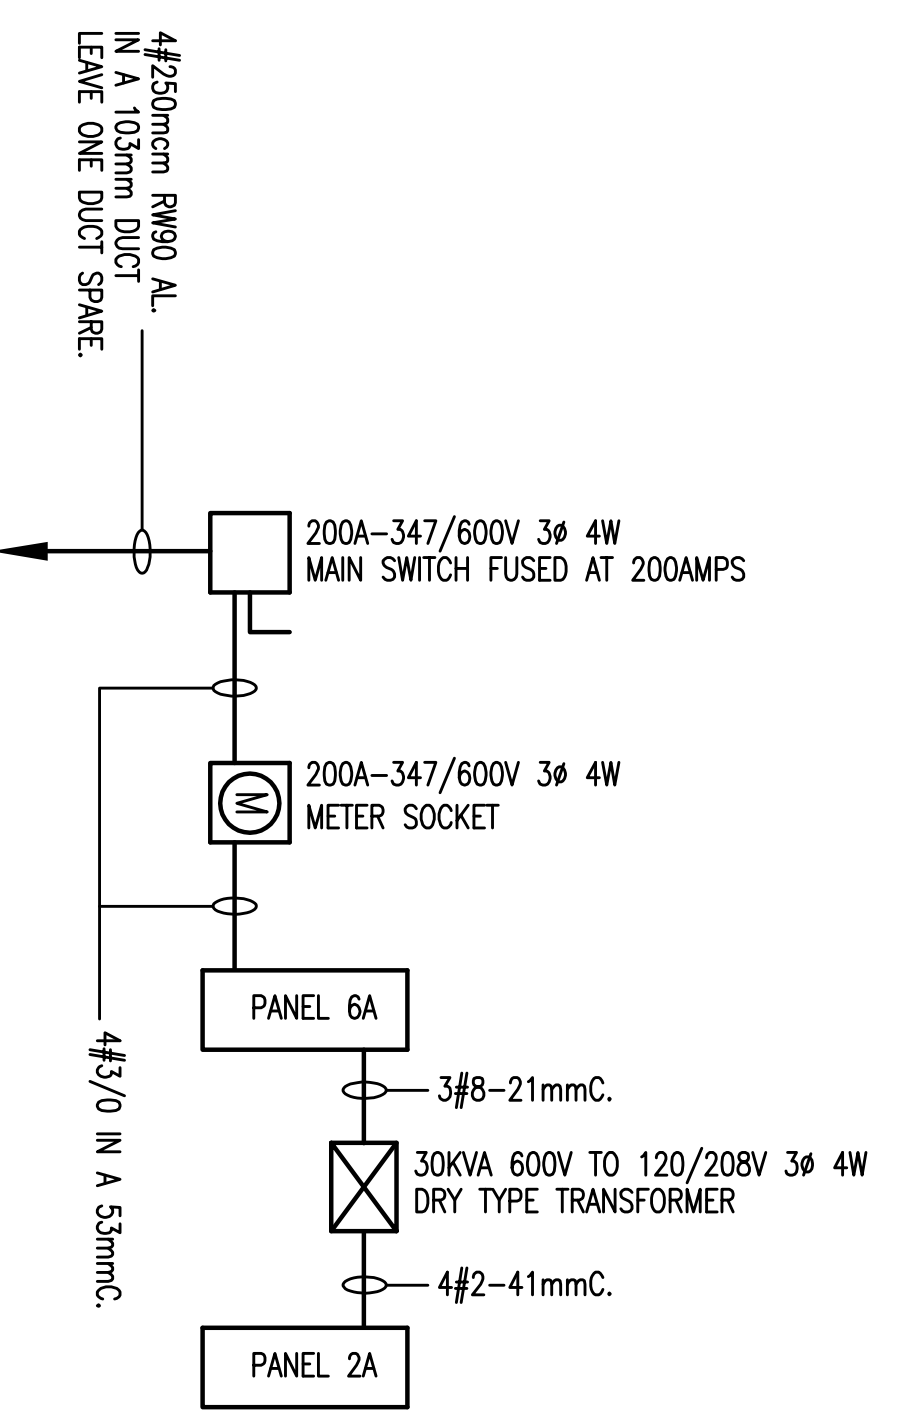 4#250mcm RW90 AL.
IN A 103mm DUCT
LEAVE ONE DUCT SPARE.
200A-347/600V 3ø 4W
MAIN SWITCH FUSED AT 200AMPS
200A-347/600V 3ø 4W
METER SOCKET
M
PANEL 6A
4#3/0 IN A 53mmC.
3#8-21mmC.
30KVA 600V TO 120/208V 3ø 4W
DRY TYPE TRANSFORMER
4#2-41mmC.
PANEL 2A